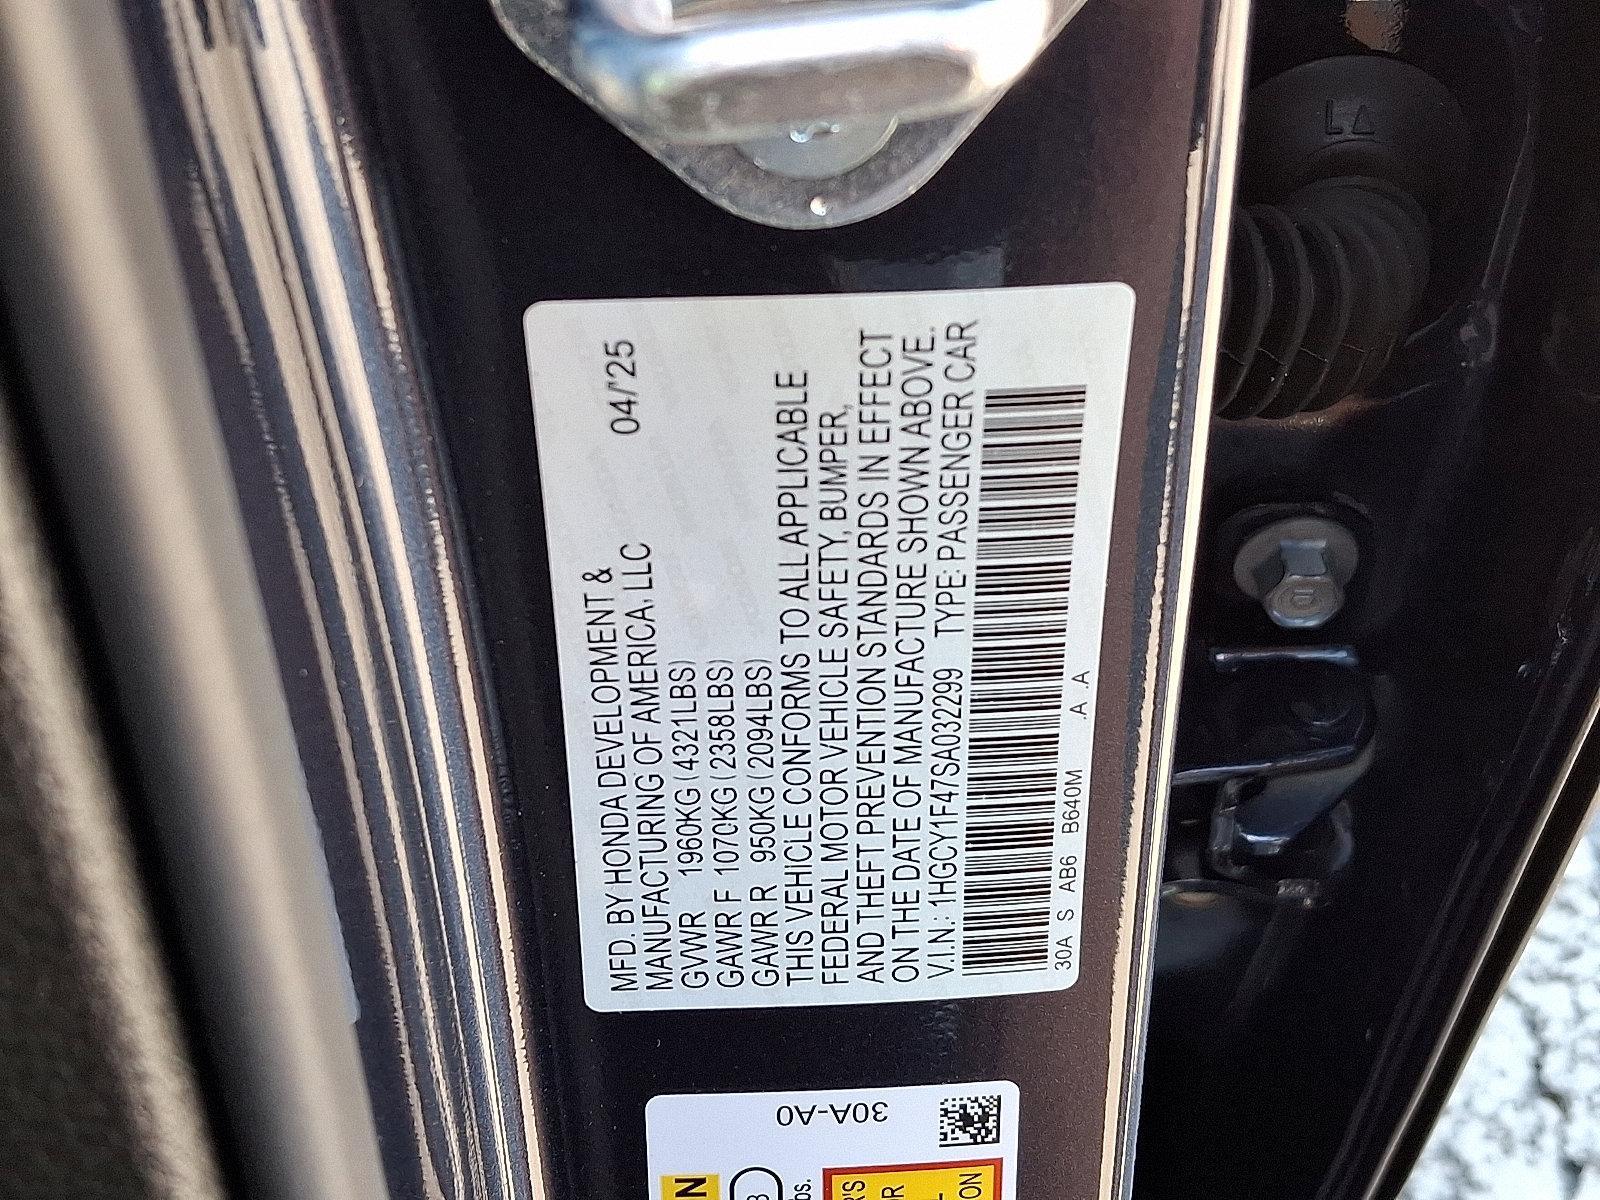 MFD. BY HONDA DEVELOPMENT &
MANUFACTURING OF AMERICA, LLC 04/'25
GVWR 1960KG (4321LBS)
GAWR F 1070KG (2358LBS)
GAWR R 950KG (2094LBS)
THIS VEHICLE CONFORMS TO ALL APPLICABLE
FEDERAL MOTOR VEHICLE SAFETY, BUMPER,
AND THEFT PREVENTION STANDARDS IN EFFECT
ON THE DATE OF MANUFACTURE SHOWN ABOVE.
V.I.N.: 1HGCY1F47SA032299 TYPE: PASSENGER CAR
30A S AB6 B640M .A .A
30A-A0